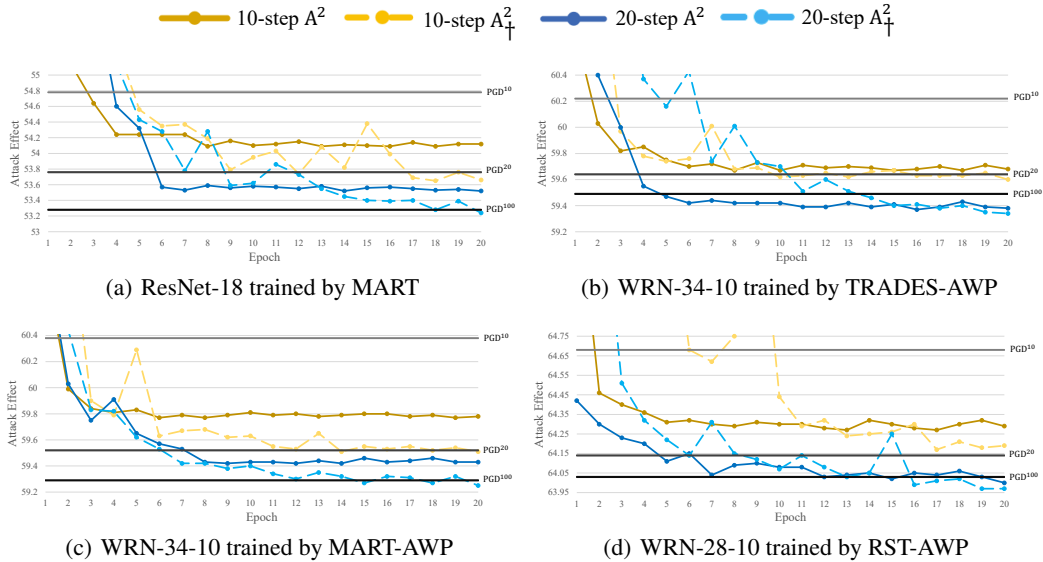 10-step A² 10-step A²† 20-step A² 20-step A²†
Attack Effect
55
54.8
54.6
54.4
54.2
54
53.8
53.6
53.4
53.2
53
PGD¹⁰
PGD²⁰
PGD¹⁰⁰
1 2 3 4 5 6 7 8 9 10 11 12 13 14 15 16 17 18 19 20
Epoch
(a) ResNet-18 trained by MART
Attack Effect
60.4
60.2
60
59.8
59.6
59.4
59.2
PGD¹⁰
PGD²⁰
PGD¹⁰⁰
1 2 3 4 5 6 7 8 9 10 11 12 13 14 15 16 17 18 19 20
Epoch
(b) WRN-34-10 trained by TRADES-AWP
Attack Effect
60.4
60.2
60
59.8
59.6
59.4
59.2
PGD¹⁰
PGD²⁰
PGD¹⁰⁰
1 2 3 4 5 6 7 8 9 10 11 12 13 14 15 16 17 18 19 20
Epoch
(c) WRN-34-10 trained by MART-AWP
Attack Effect
64.75
64.65
64.55
64.45
64.35
64.25
64.15
64.05
63.95
PGD¹⁰
PGD²⁰
PGD¹⁰⁰
1 2 3 4 5 6 7 8 9 10 11 12 13 14 15 16 17 18 19 20
Epoch
(d) WRN-28-10 trained by RST-AWP